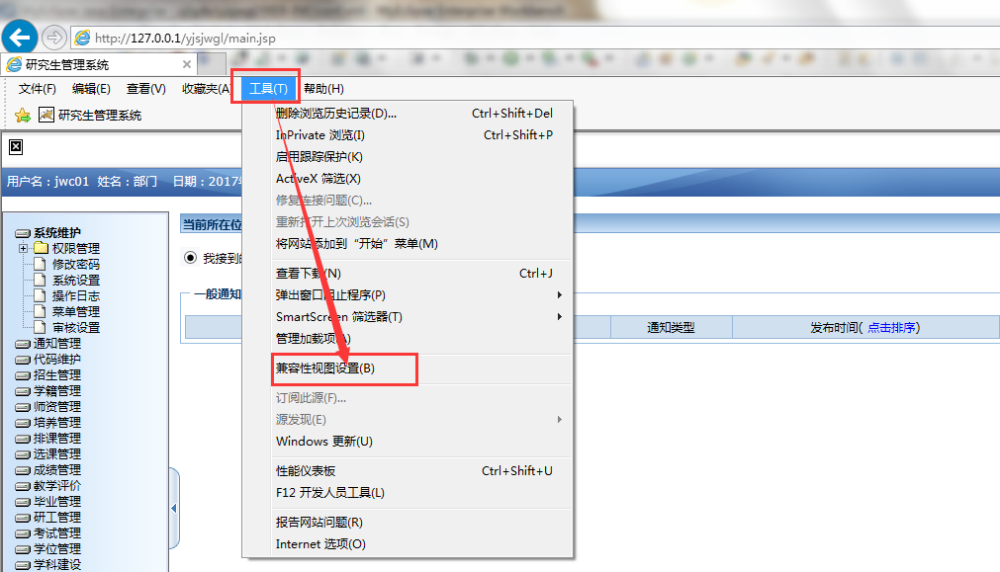 http://127.0.0.1/yjsjwgl/main.jsp
研究生管理系统
文件(F) 编辑(E) 查看(V) 收藏夹(A 工具(T) 帮助(H)
研究生管理系统
用户名：jwc01 姓名：部门 日期：2017
当前所在位
我接到的
一般通知
通知类型 发布时间(点击排序)
系统维护
权限管理
修改密码
系统设置
操作日志
菜单管理
审核设置
通知管理
代码维护
招生管理
学籍管理
师资管理
培养管理
排课管理
选课管理
成绩管理
教学评价
毕业管理
研工管理
考试管理
学位管理
学科建设
删除浏览历史记录(D)... Ctrl+Shift+Del
InPrivate 浏览(I) Ctrl+Shift+P
启用跟踪保护(K)
ActiveX 筛选(X)
修复连接问题(C)...
重新打开上次浏览会话(S)
将网站添加到“开始”菜单(M)
查看下载(N) Ctrl+J
弹出窗口阻止程序(P)
SmartScreen 筛选器(T)
管理加载项(A)
兼容性视图设置(B)
订阅此源(F)...
源发现(E)
Windows 更新(U)
性能仪表板 Ctrl+Shift+U
F12 开发人员工具(L)
报告网站问题(R)
Internet 选项(O)